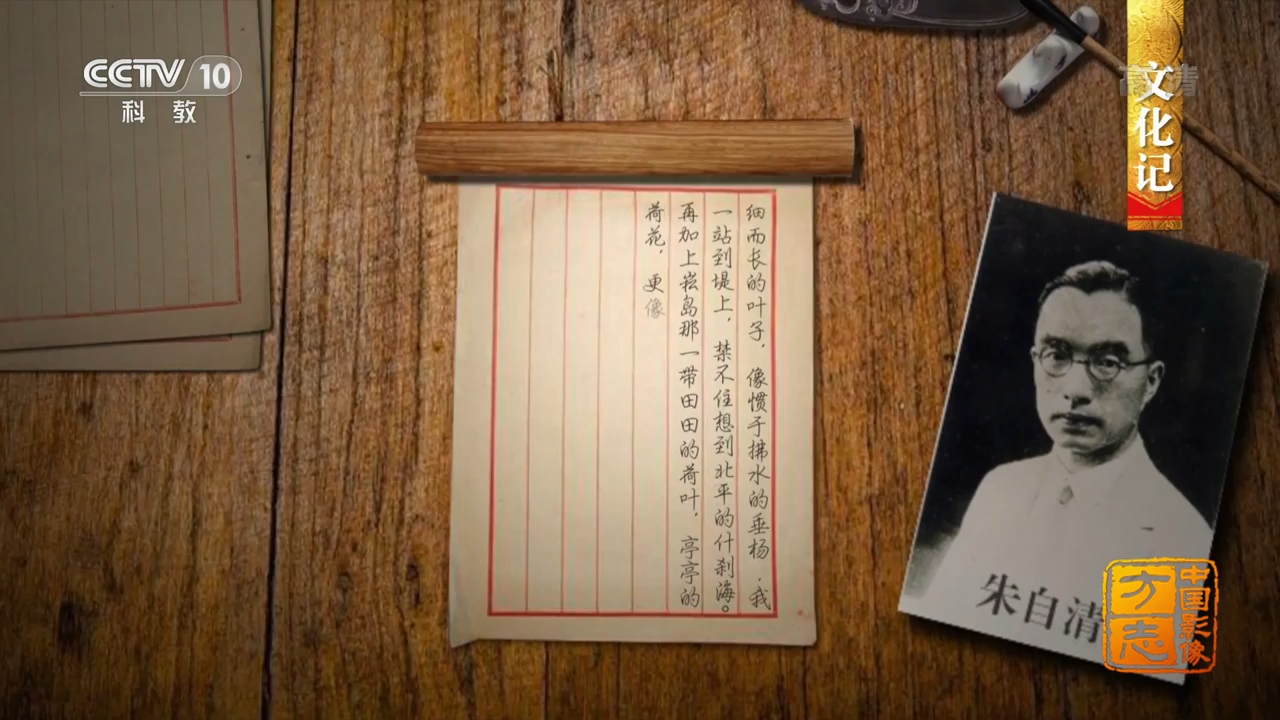 CCTV 10
科教
高清
文化记
细而长的叶子，像惯于拂水的垂杨，我
一站到堤上，禁不住想到北平的什刹海。
再加上崧岛那一带田田的荷叶，亭亭的
荷花，更像
朱自清
中国影像
方志